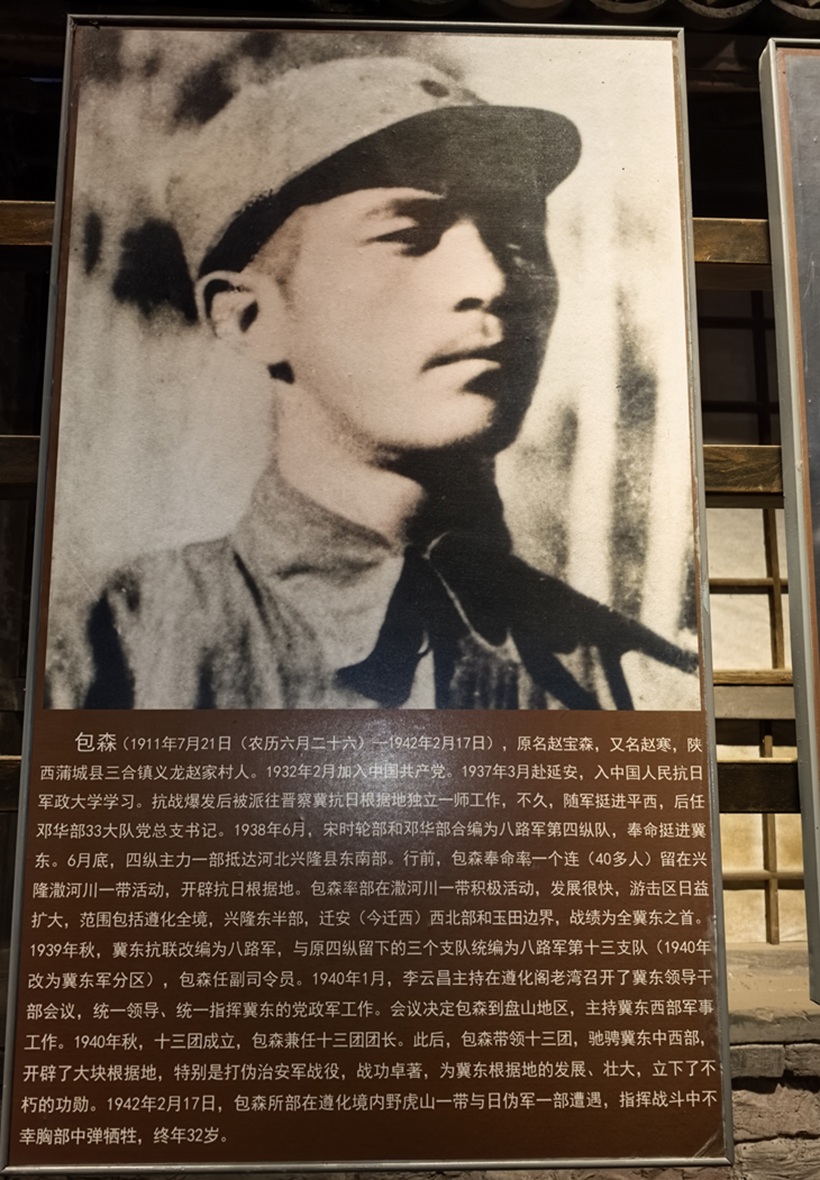 包森（1911年7月21日（农历六月二十六）—1942年2月17日），原名赵宝森，又名赵寒，陕
西蒲城县三合镇义龙赵家村人。1932年2月加入中国共产党。1937年3月赴延安，入中国人民抗日
军政大学学习。抗战爆发后被派往晋察冀抗日根据地独立一师工作，不久，随军挺进平西，后任
邓华部33大队党总支书记。1938年6月，宋时轮部和邓华部合编为八路军第四纵队，奉命挺进冀
东。6月底，四纵主力一部抵达河北兴隆县东南部。行前，包森奉命率一个连（40多人）留在兴
隆潵河川一带活动，开辟抗日根据地。包森率部在潵河川一带积极活动，发展很快，游击区日益
扩大，范围包括遵化全境，兴隆东半部，迁安（今迁西）西北部和玉田边界，战绩为全冀东之首。
1939年秋，冀东抗联改编为八路军，与原四纵留下的三个支队统编为八路军第十三支队（1940年
改为冀东军分区），包森任副司令员。1940年1月，李云昌主持在遵化阁老湾召开了冀东领导干
部会议，统一领导、统一指挥冀东的党政军工作。会议决定包森到盘山地区，主持冀东西部军事
工作。1940年秋，十三团成立，包森兼任十三团团长。此后，包森带领十三团，驰骋冀东中西部，
开辟了大块根据地，特别是打伪治安军战役，战功卓著，为冀东根据地的发展、壮大，立下了不
朽的功勋。1942年2月17日，包森所部在遵化境内野虎山一带与日伪军一部遭遇，指挥战斗中不
幸胸部中弹牺牲，终年32岁。